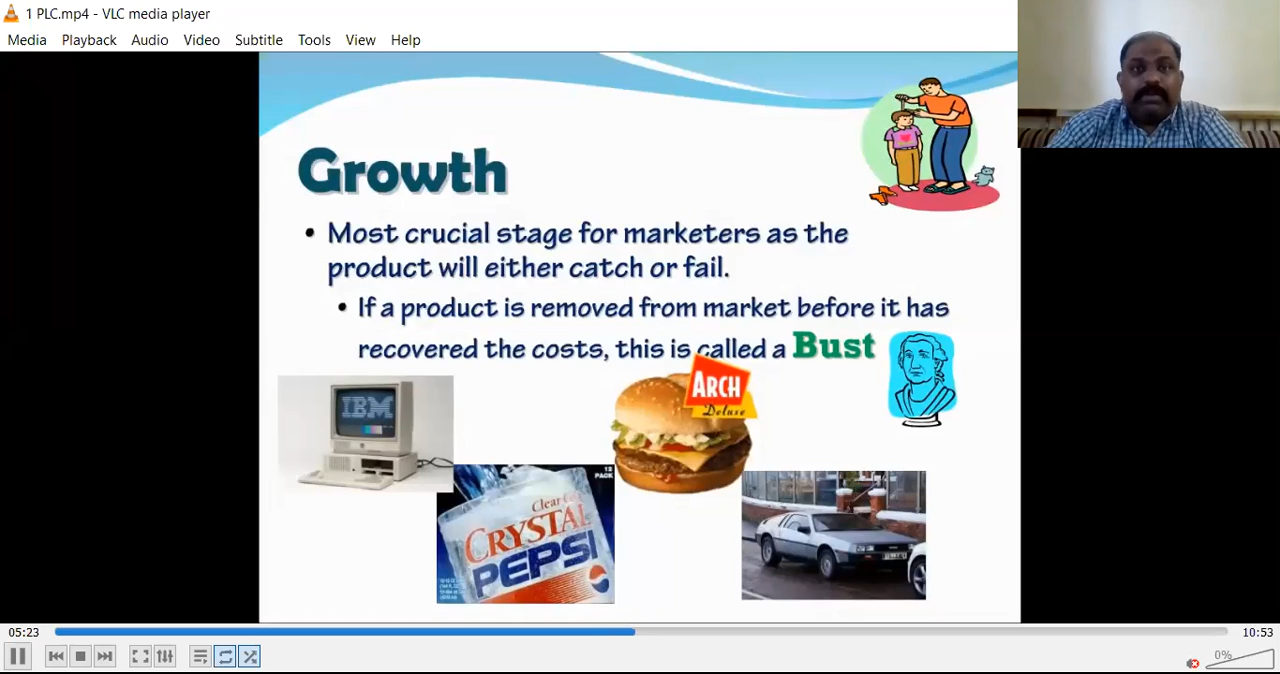 1 PLC.mp4 - VLC media player
Media Playback Audio Video Subtitle Tools View Help
Growth
• Most crucial stage for marketers as the
product will either catch or fail.
• If a product is removed from market before it has
recovered the costs, this is called a Bust
ARCH
Deluxe
IBM
12
PACK
Clear
CRYSTAL
PEPSI
05:23
10:53
0%